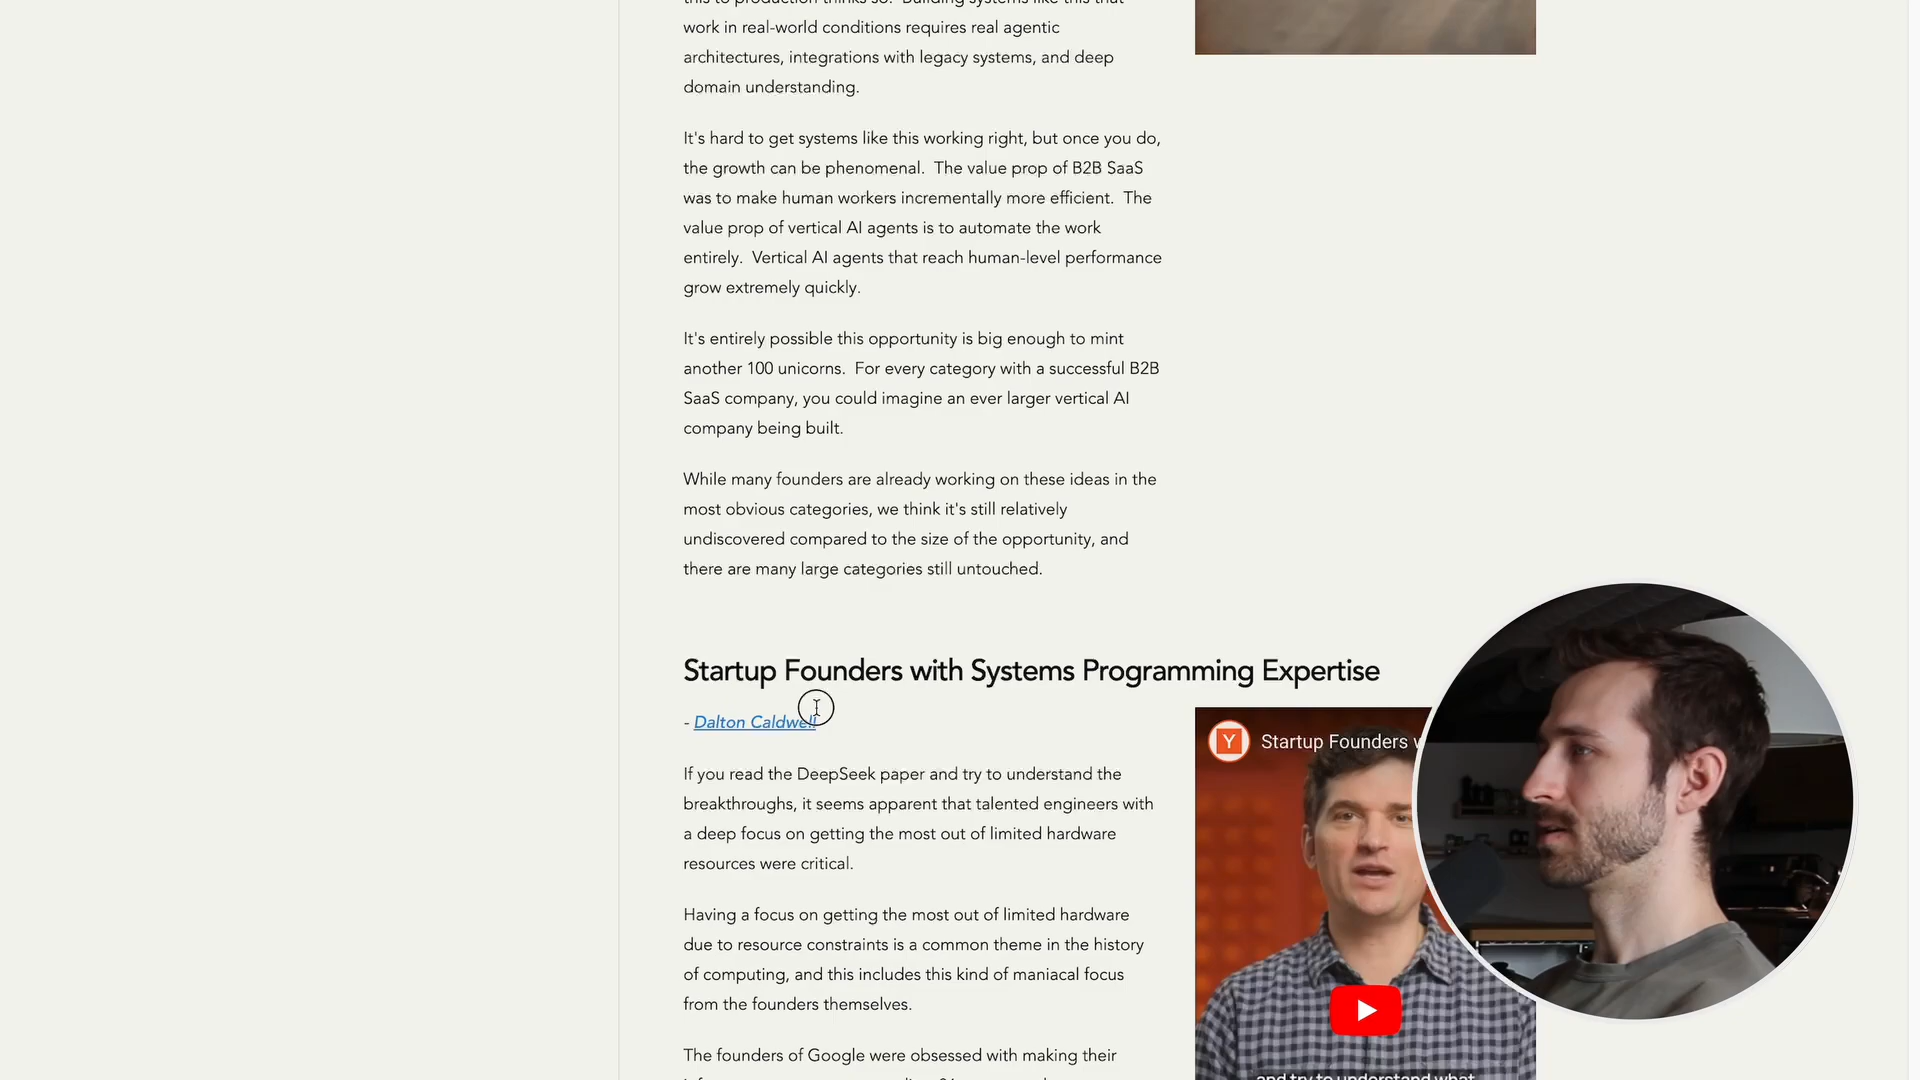 work in real-world conditions requires real agentic
architectures, integrations with legacy systems, and deep
domain understanding.
It's hard to get systems like this working right, but once you do,
the growth can be phenomenal.  The value prop of B2B SaaS
was to make human workers incrementally more efficient.  The
value prop of vertical AI agents is to automate the work
entirely.  Vertical AI agents that reach human-level performance
grow extremely quickly.
It's entirely possible this opportunity is big enough to mint
another 100 unicorns.  For every category with a successful B2B
SaaS company, you could imagine an ever larger vertical AI
company being built.
While many founders are already working on these ideas in the
most obvious categories, we think it's still relatively
undiscovered compared to the size of the opportunity, and
there are many large categories still untouched.
Startup Founders with Systems Programming Expertise
- Dalton Caldwell
If you read the DeepSeek paper and try to understand the
breakthroughs, it seems apparent that talented engineers with
a deep focus on getting the most out of limited hardware
resources were critical.
Having a focus on getting the most out of limited hardware
due to resource constraints is a common theme in the history
of computing, and this includes this kind of maniacal focus
from the founders themselves.
The founders of Google were obsessed with making their
Y Startup Founders
and try to understand what